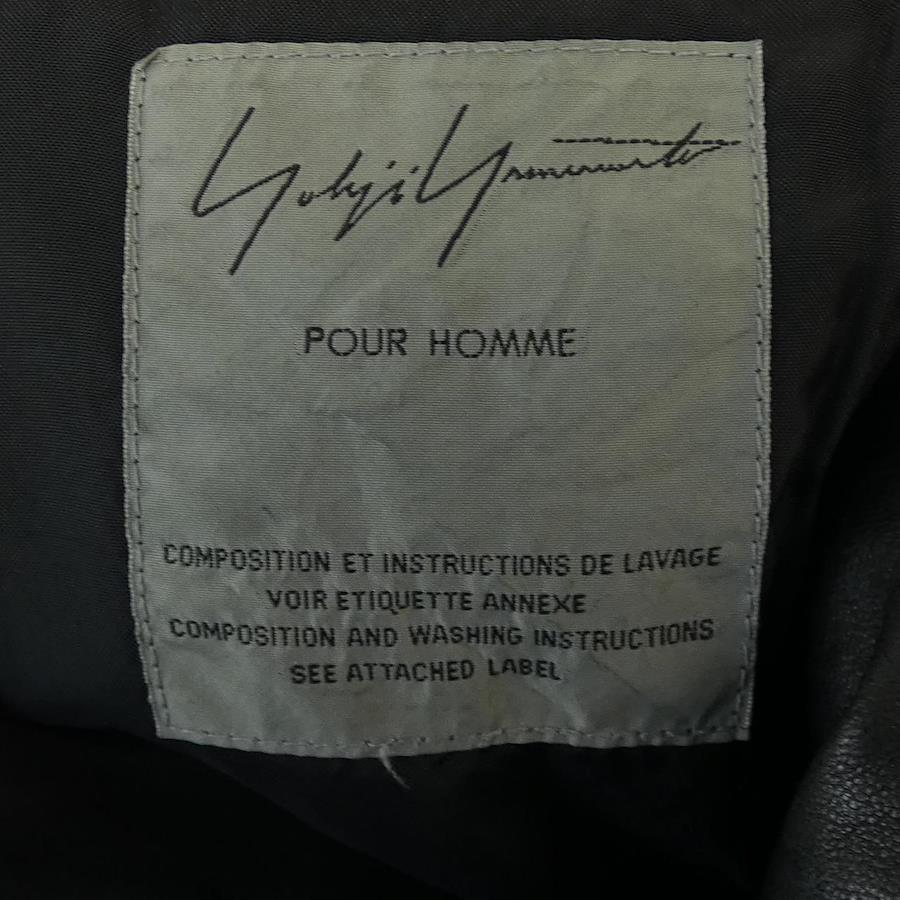 Yohji Yamamoto
POUR HOMME
COMPOSITION ET INSTRUCTIONS DE LAVAGE
VOIR ETIQUETTE ANNEXE
COMPOSITION AND WASHING INSTRUCTIONS
SEE ATTACHED LABEL